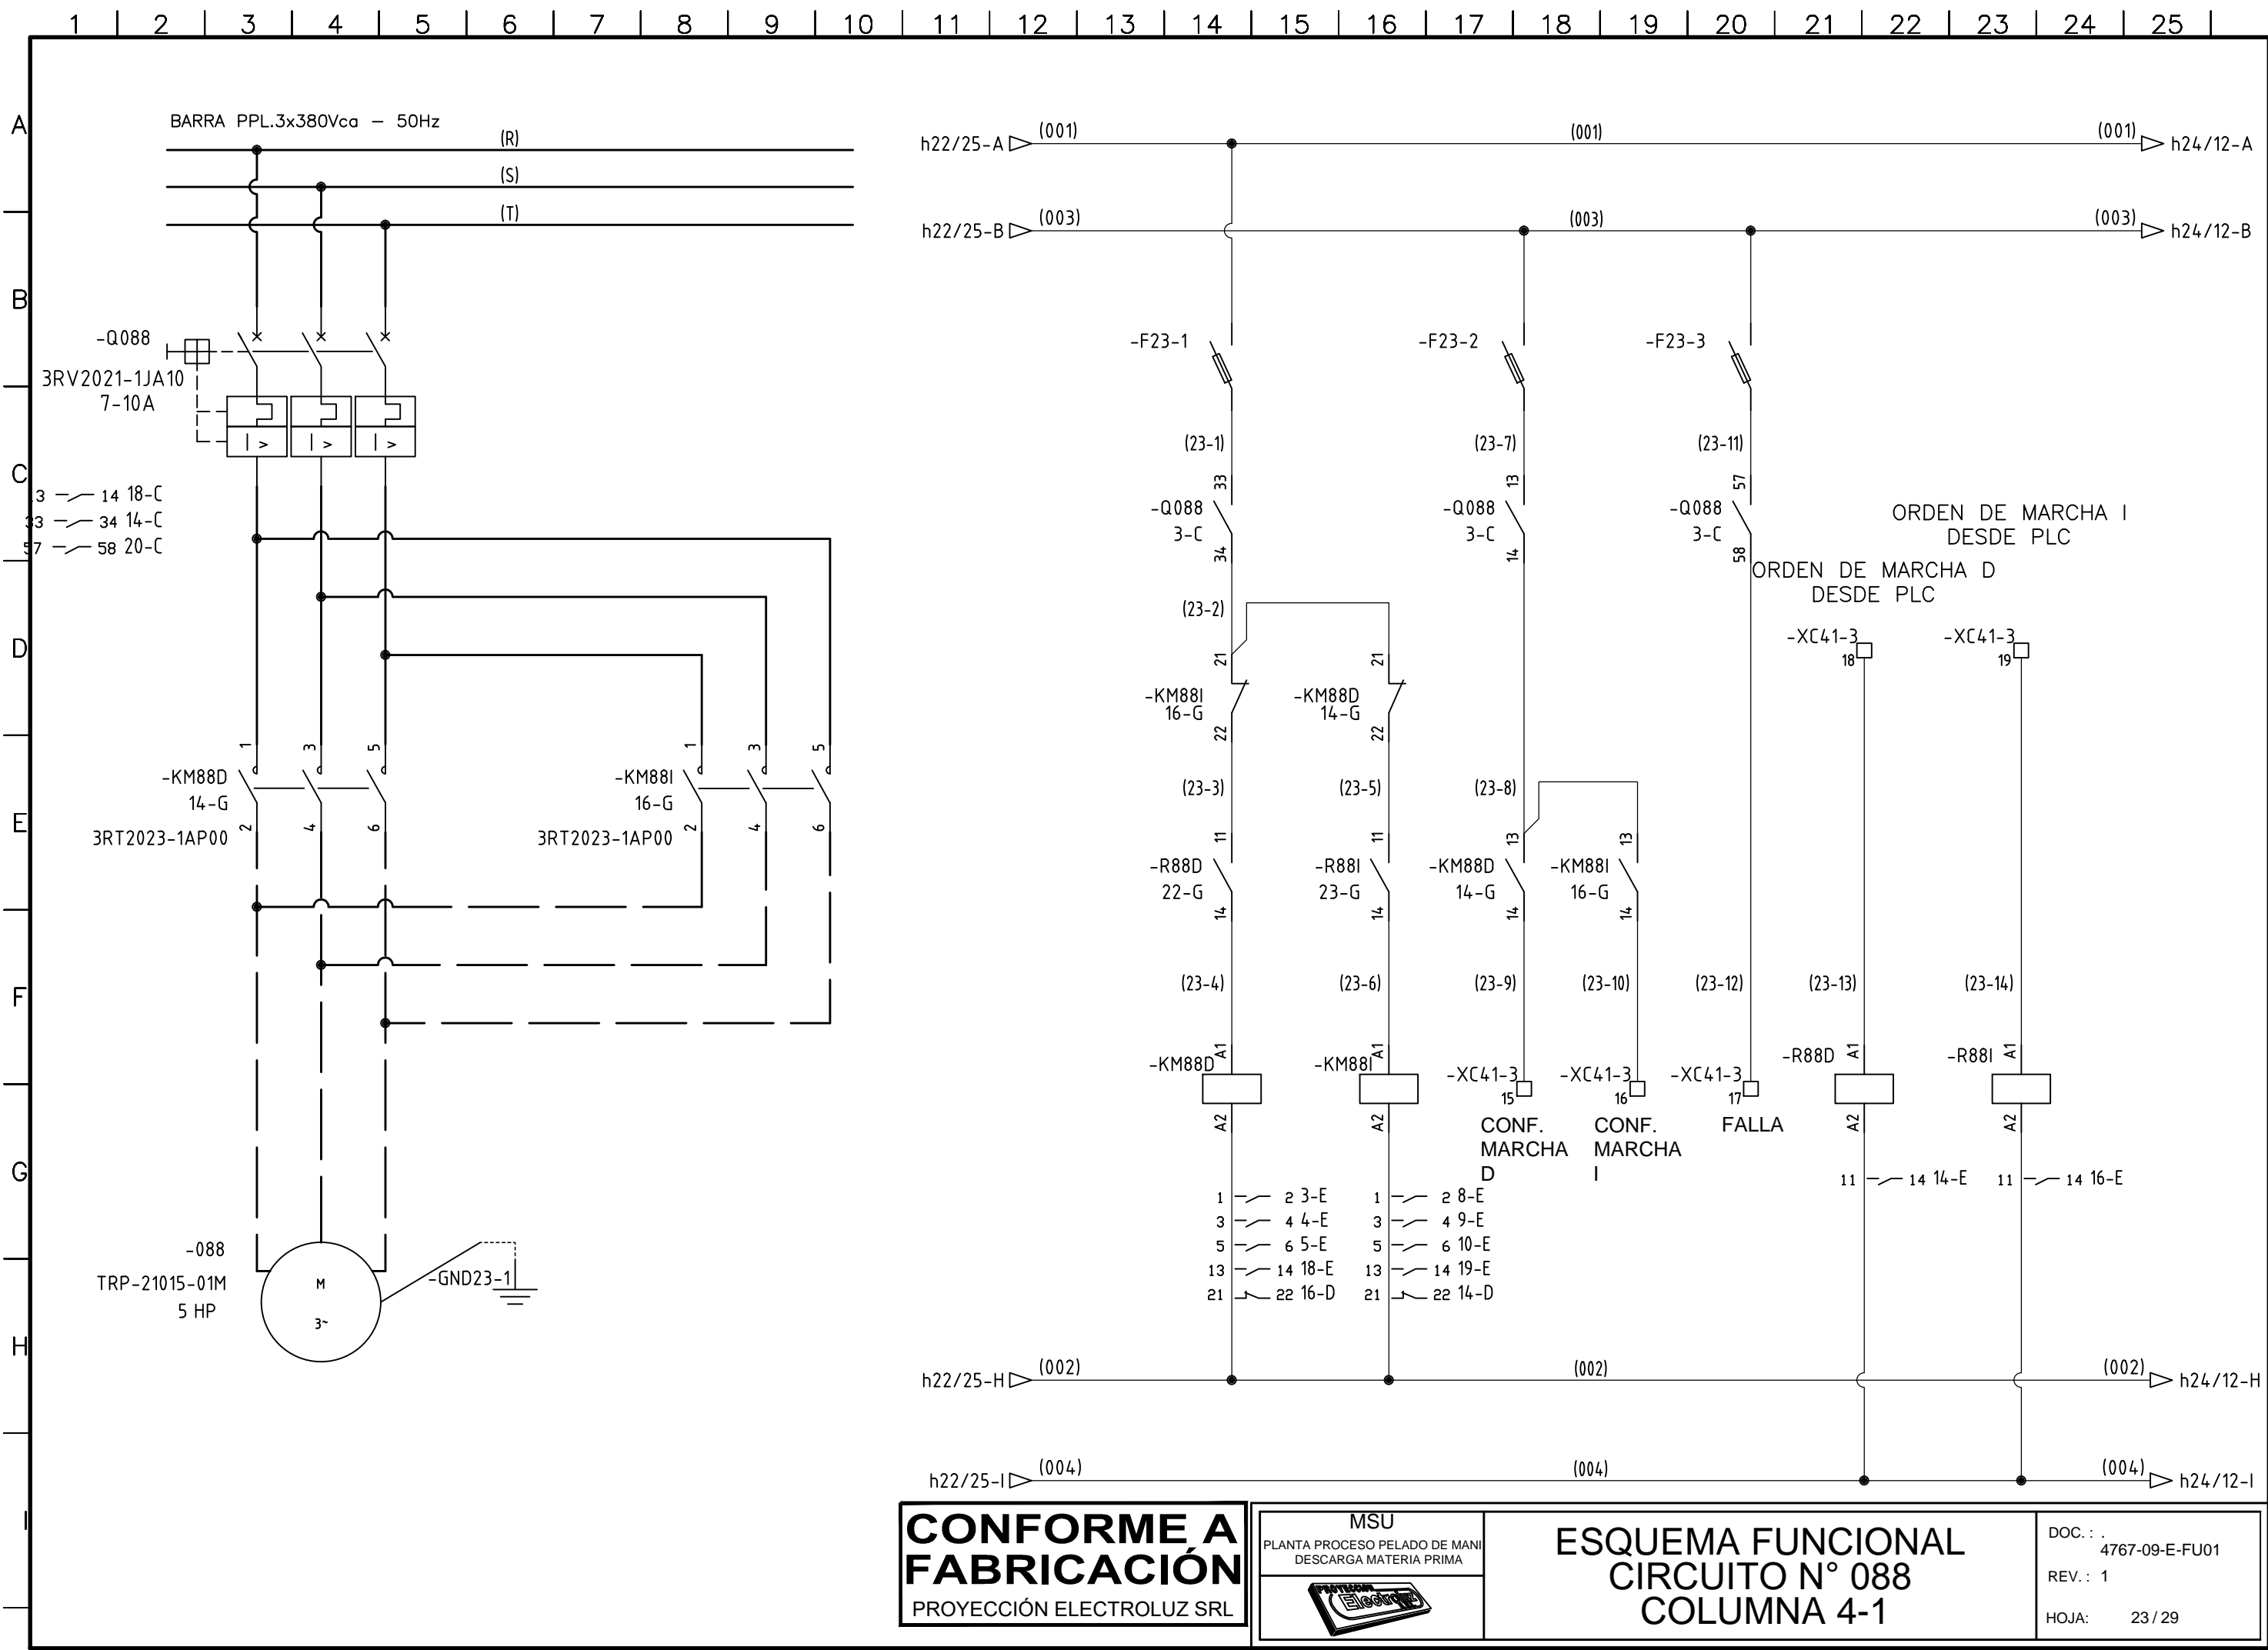 1 2 3 4 5 6 7 8 9 10 11 12 13 14 15 16 17 18 19 20 21 22 23 24 25
A
B
C
D
E
F
G
H
I
BARRA PPL.3x380Vca - 50Hz
(R)
(S)
(T)
-Q088
3RV2021-1JA10
7-10A
I >
I >
I >
3 14 18-C
33 34 14-C
57 58 20-C
1 3 5
-KM88D
14-G
2 4 6
3RT2023-1AP00
1 3 5
-KM88I
16-G
2 4 6
3RT2023-1AP00
-088
TRP-21015-01M
5 HP
M
3~
-GND23-1
h22/25-A (001) (001) (001) h24/12-A
h22/25-B (003) (003) (003) h24/12-B
-F23-1
-F23-2
-F23-3
(23-1)
(23-7)
(23-11)
33
-Q088
3-C
34
13
-Q088
3-C
14
57
-Q088
3-C
58
ORDEN DE MARCHA I
DESDE PLC
ORDEN DE MARCHA D
DESDE PLC
(23-2)
-XC41-3
18
-XC41-3
19
21
-KM88I
16-G
22
21
-KM88D
14-G
22
(23-3)
(23-5)
(23-8)
11
-R88D
22-G
14
11
-R88I
23-G
14
13
-KM88D
14-G
14
13
-KM88I
16-G
14
(23-4)
(23-6)
(23-9)
(23-10)
(23-12)
(23-13)
(23-14)
-KM88D
A1
A2
-KM88I
A1
A2
-XC41-3
15
CONF.
MARCHA
D
-XC41-3
16
CONF.
MARCHA
I
-XC41-3
17
FALLA
-R88D
A1
A2
-R88I
A1
A2
1 2 3-E
3 4 4-E
5 6 5-E
13 14 18-E
21 22 16-D
1 2 8-E
3 4 9-E
5 6 10-E
13 14 19-E
21 22 14-D
11 14 14-E
11 14 16-E
h22/25-H (002) (002) (002) h24/12-H
h22/25-I (004) (004) (004) h24/12-I
CONFORME A
FABRICACIÓN
PROYECCIÓN ELECTROLUZ SRL
MSU
PLANTA PROCESO PELADO DE MANI
DESCARGA MATERIA PRIMA
PROYECCION
Electroluz
ESQUEMA FUNCIONAL
CIRCUITO N° 088
COLUMNA 4-1
DOC. : .
4767-09-E-FU01
REV. : 1
HOJA: 23 / 29